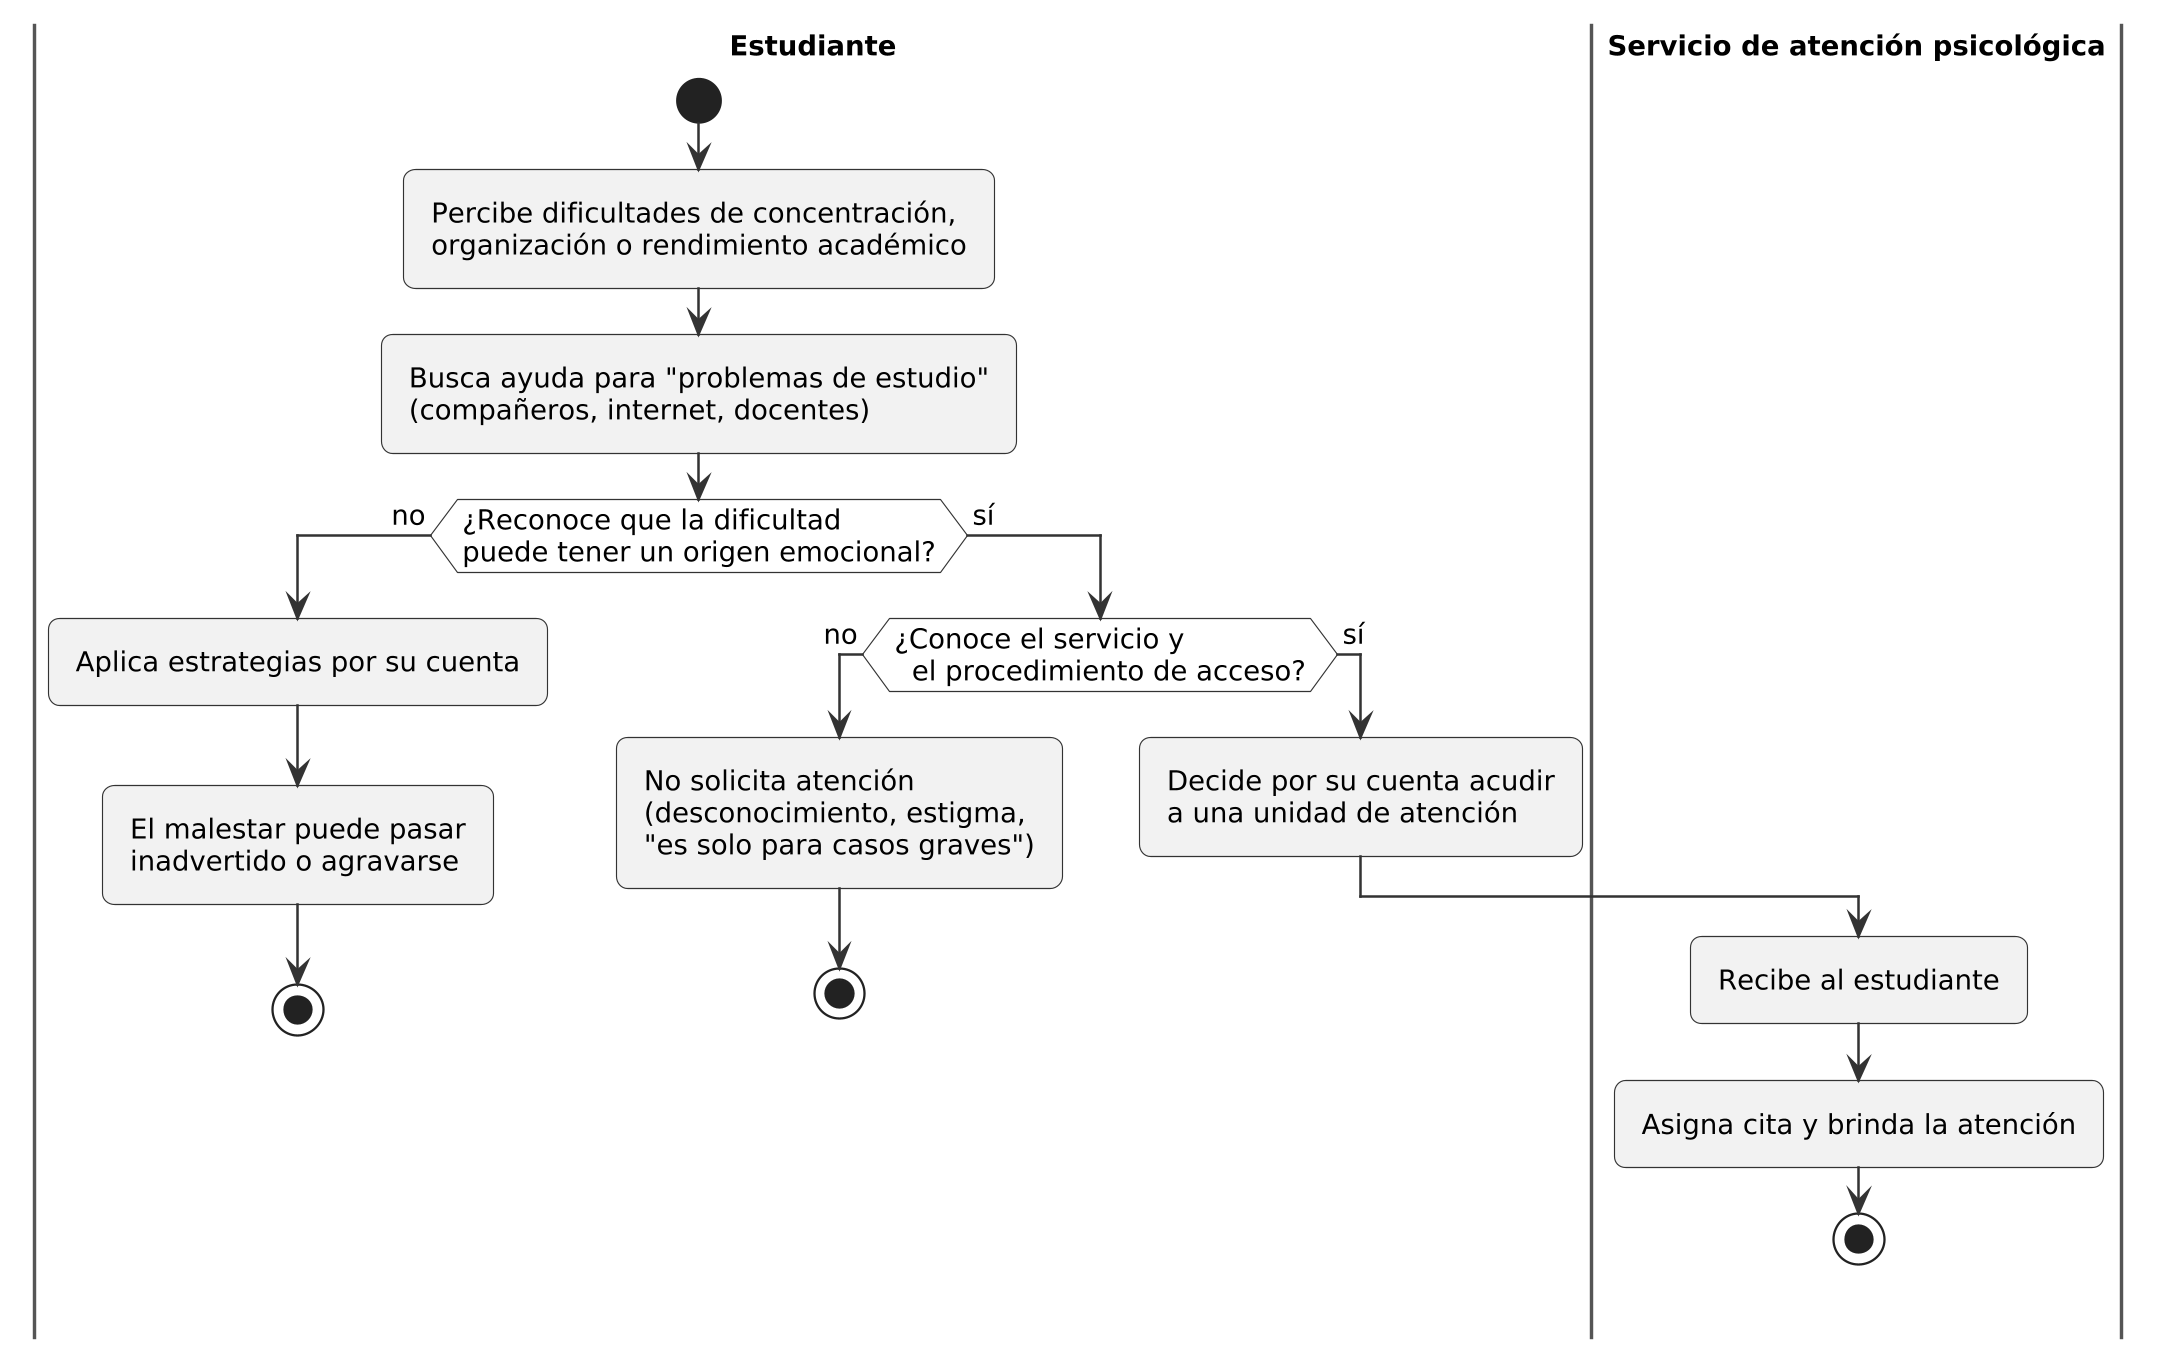 Estudiante
Servicio de atención psicológica
Percibe dificultades de concentración,
organización o rendimiento académico
Busca ayuda para "problemas de estudio"
(compañeros, internet, docentes)
no
¿Reconoce que la dificultad
puede tener un origen emocional?
sí
Aplica estrategias por su cuenta
El malestar puede pasar
inadvertido o agravarse
no
¿Conoce el servicio y
el procedimiento de acceso?
sí
No solicita atención
(desconocimiento, estigma,
"es solo para casos graves")
Decide por su cuenta acudir
a una unidad de atención
Recibe al estudiante
Asigna cita y brinda la atención